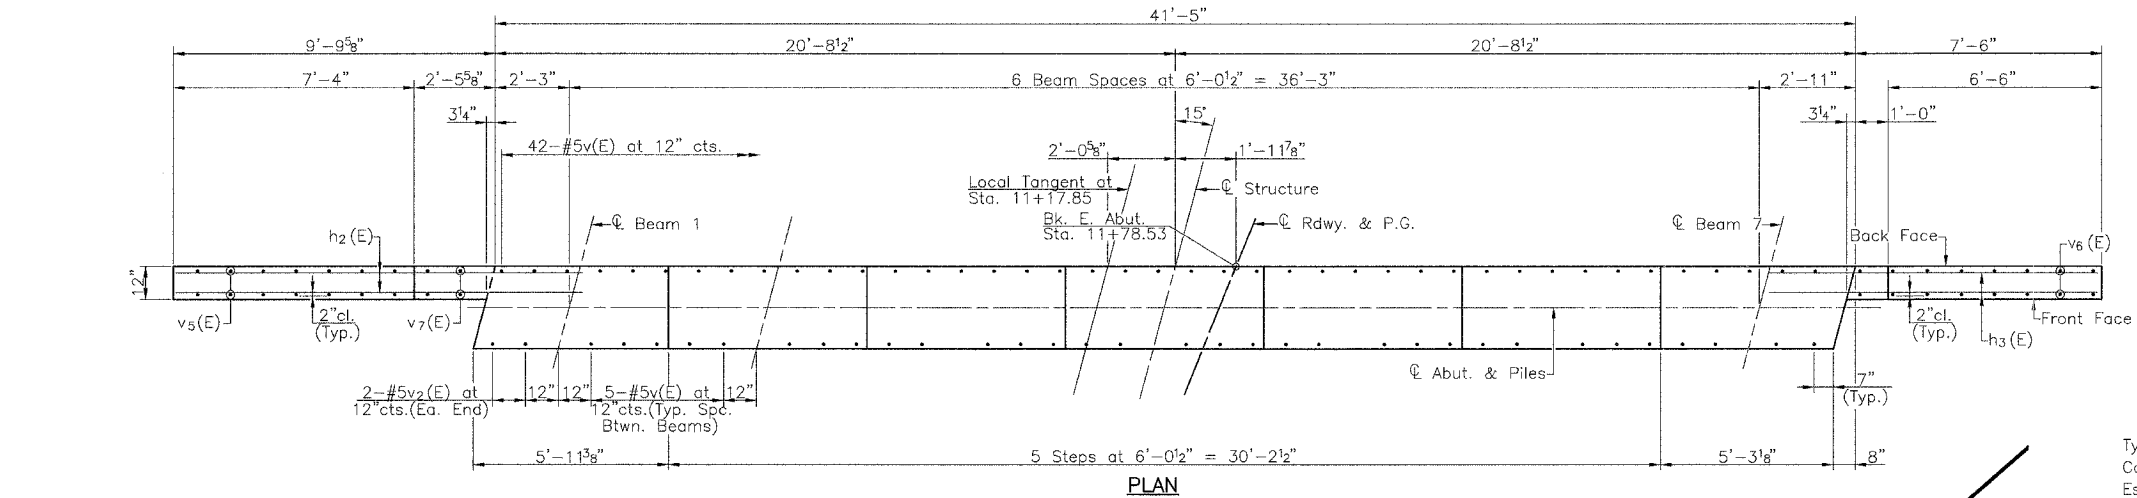 41'-5"
9'-9⅝"
20'-8½"
20'-8½"
7'-6"
7'-4"
2'-5⅝"
2'-3"
6 Beam Spaces at 6'-0½" = 36'-3"
2'-11"
6'-6"
3¼"
15°
3¼"
1'-0"
42-#5v(E) at 12" cts.
2'-0⅝"
1'-11⅞"
Local Tangent at
Sta. 11+17.85
℄ Structure
℄ Beam 1
Bk. E. Abut.
Sta. 11+78.53
℄ Rdwy. & P.G.
℄ Beam 7
h2(E)
Back Face
v6(E)
12"
v5(E)
2"cl.
(Typ.)
v7(E)
2"cl.
(Typ.)
h3(E)
Front Face
℄ Abut. & Piles
2-#5v2(E) at
12"cts.(Ea. End)
12"
12"
5-#5v(E) at
12"cts.(Typ. Spc.
Btwn. Beams)
12"
7"
(Typ.)
5'-11⅜"
5 Steps at 6'-0½" = 30'-2½"
5'-3⅛"
8"
PLAN
Ty
Co
Es